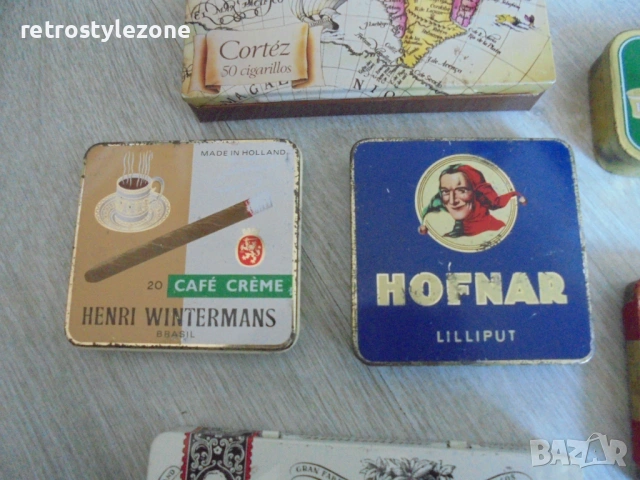 retrostylezone
Cortéz
50 cigarillos
MADE IN HOLLAND
20 CAFÉ CRÈME
HENRI WINTERMANS
BRASIL
HOFNAR
LILLIPUT
BAZAR